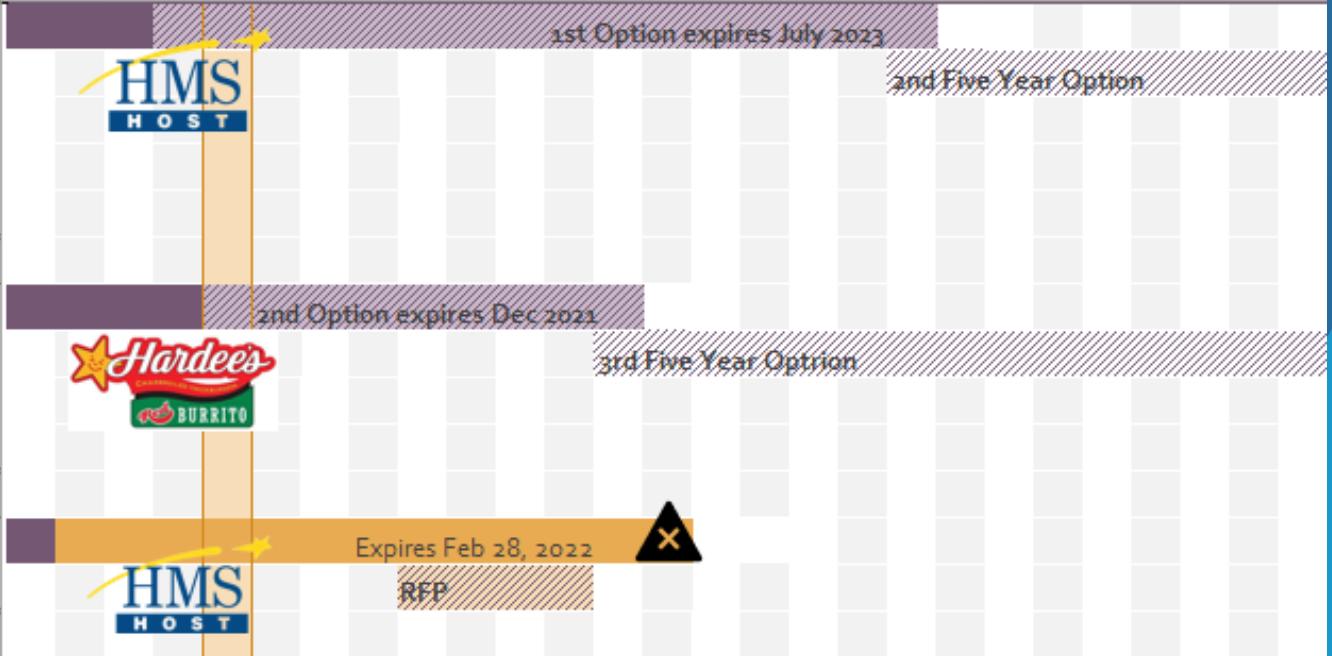 1st Option expires July 2023
2nd Five Year Option
HMS
HOST
2nd Option expires Dec 2021
3rd Five Year Optrion
Hardee's
BURRITO
Expires Feb 28, 2022
RFP
HMS
HOST